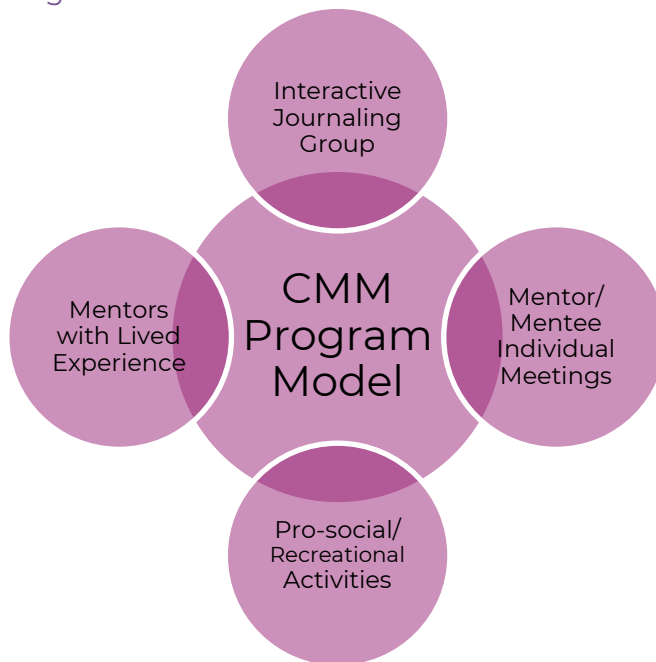 Interactive
Journaling
Group
CMM
Program
Model
Mentors
with Lived
Experience
Mentor/
Mentee
Individual
Meetings
Pro-social/
Recreational
Activities